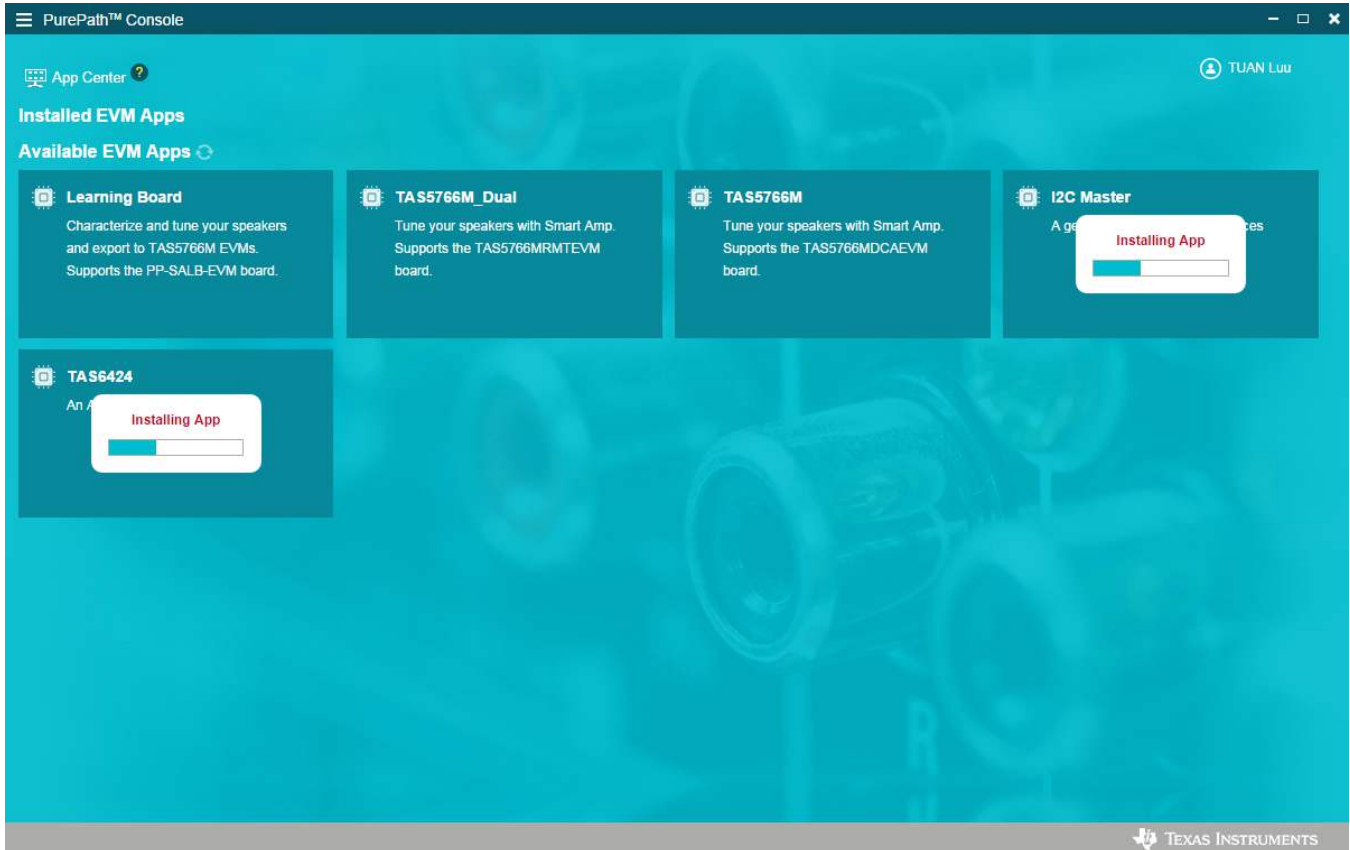 PurePath™ Console
App Center ?
TUAN Luu
Installed EVM Apps
Available EVM Apps
Learning Board
Characterize and tune your speakers
and export to TAS5766M EVMs.
Supports the PP-SALB-EVM board.
TAS5766M_Dual
Tune your speakers with Smart Amp.
Supports the TAS5766MRMTEVM
board.
TAS5766M
Tune your speakers with Smart Amp.
Supports the TAS5766MDCAEVM
board.
I2C Master
Installing App
TAS6424
An
Installing App
TEXAS INSTRUMENTS